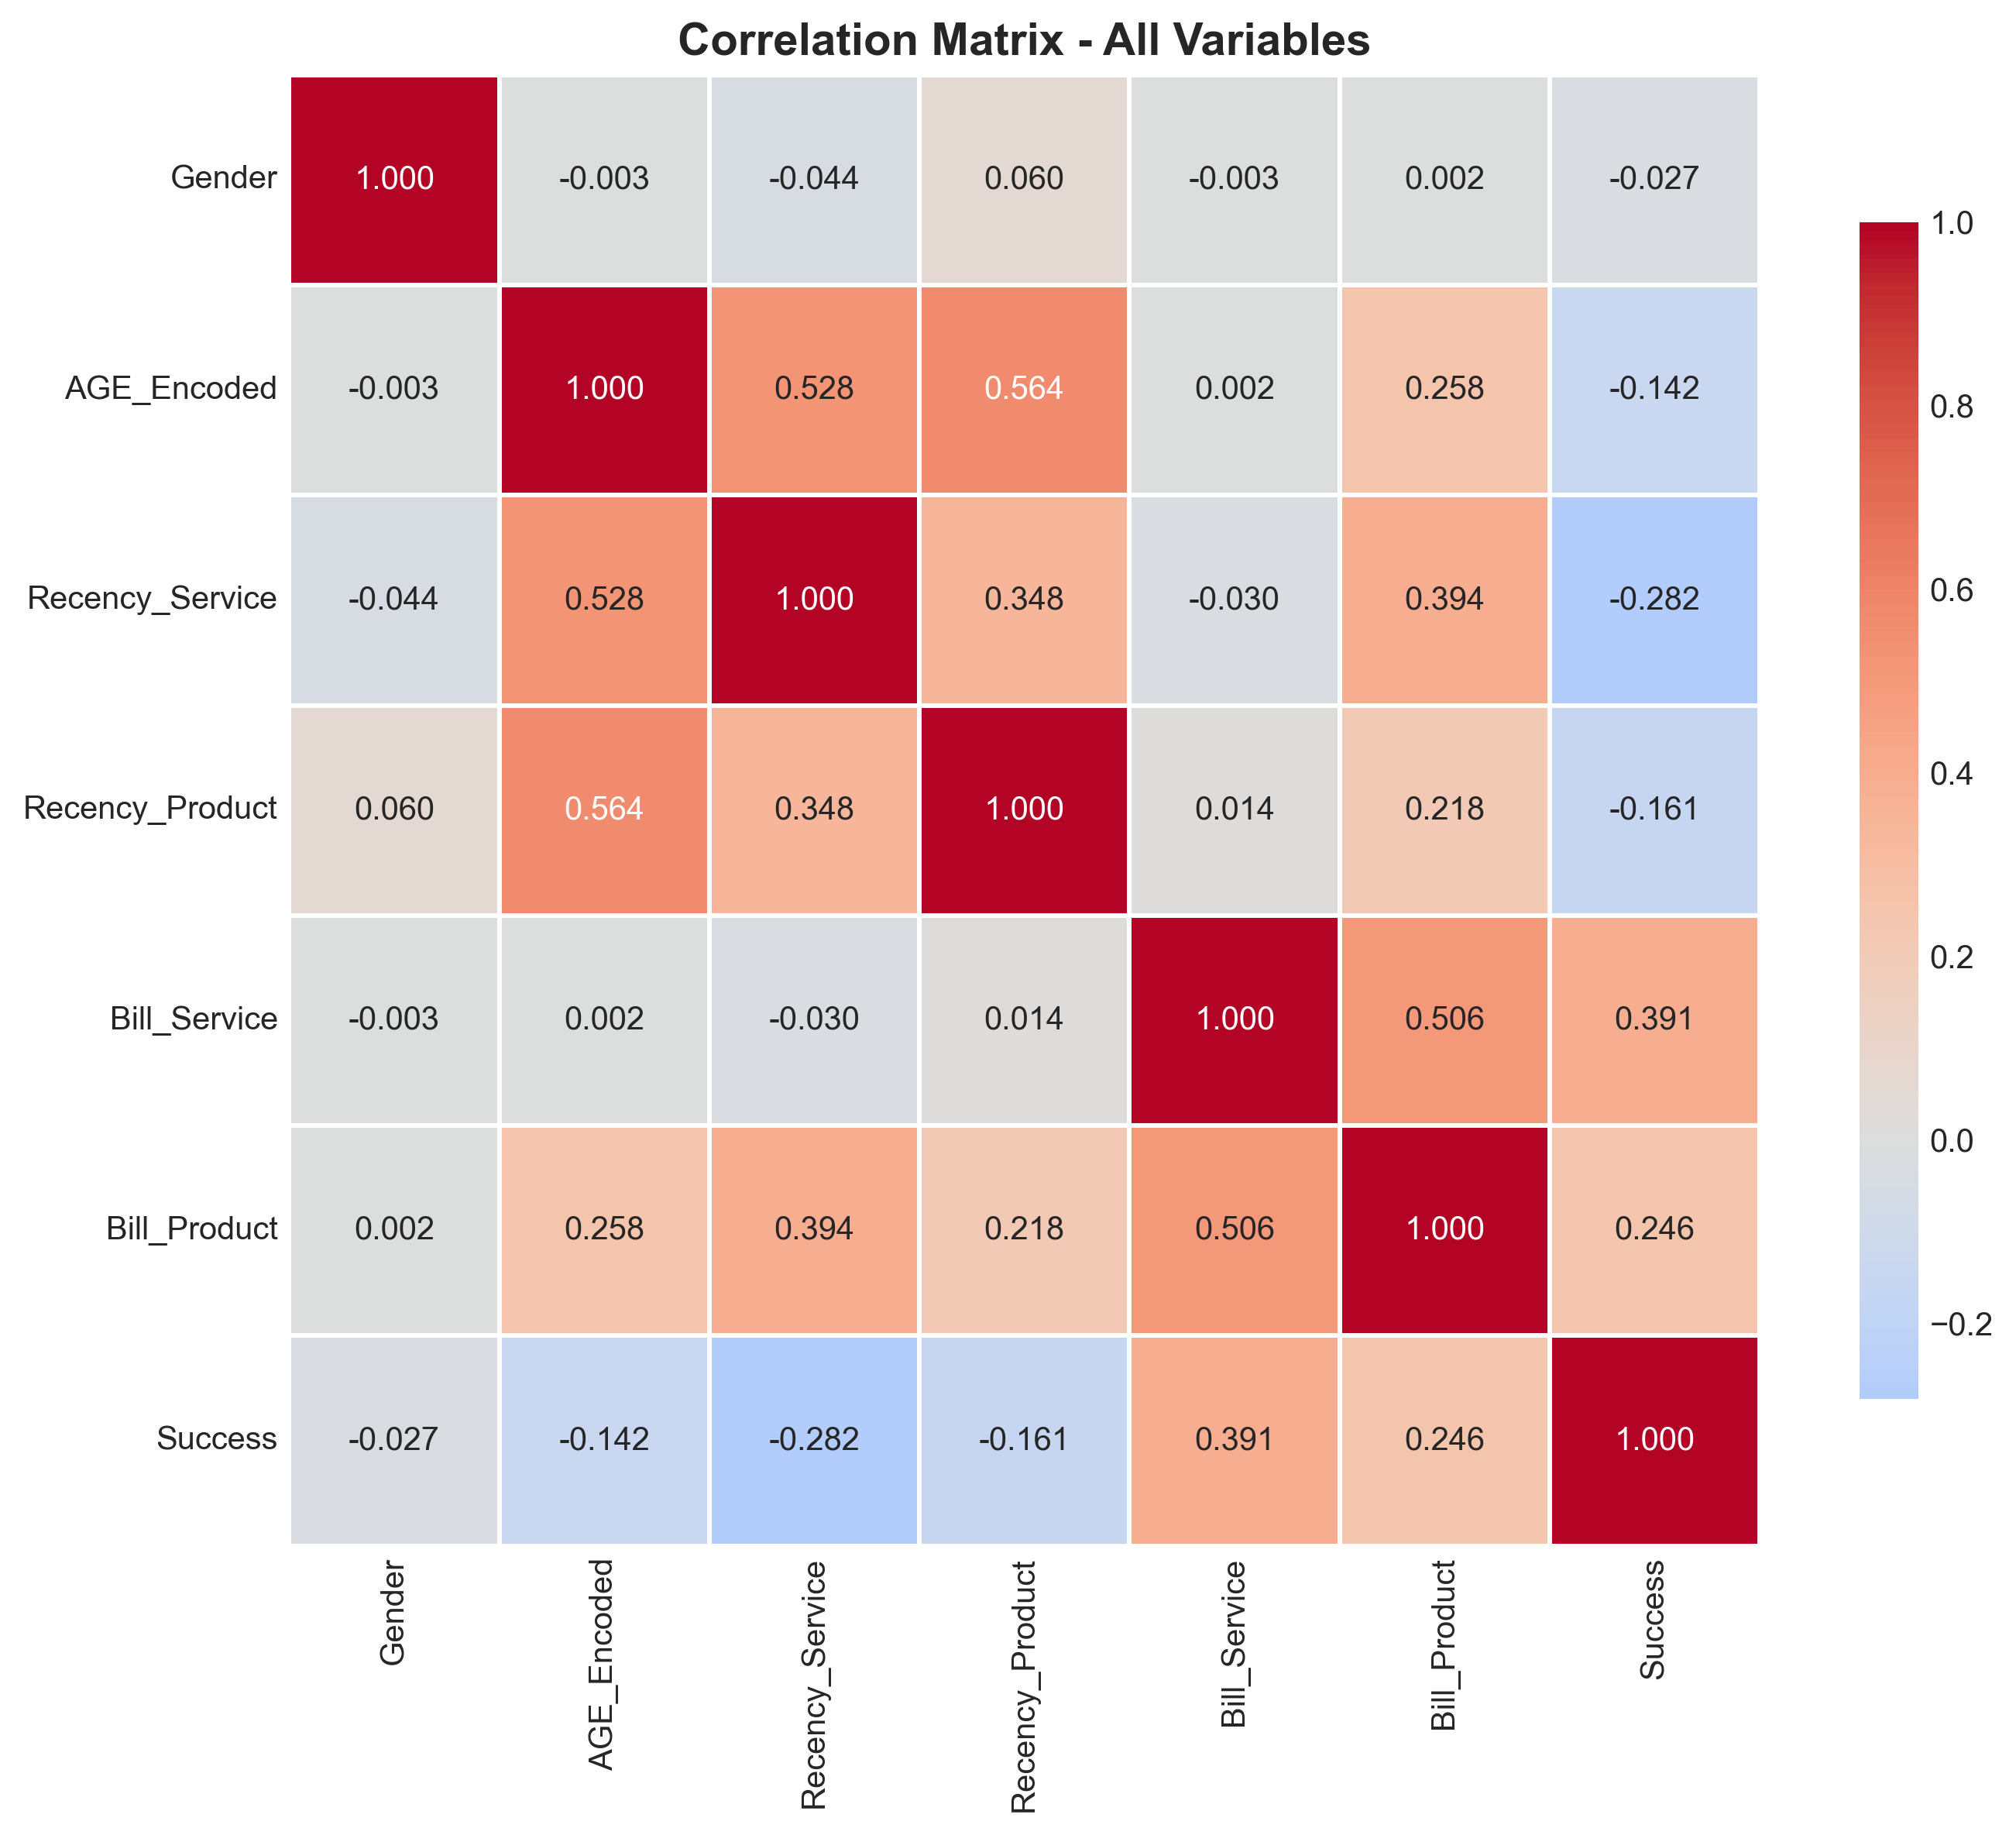 Correlation Matrix - All Variables
Gender 1.000 -0.003 -0.044 0.060 -0.003 0.002 -0.027
AGE_Encoded -0.003 1.000 0.528 0.564 0.002 0.258 -0.142
Recency_Service -0.044 0.528 1.000 0.348 -0.030 0.394 -0.282
Recency_Product 0.060 0.564 0.348 1.000 0.014 0.218 -0.161
Bill_Service -0.003 0.002 -0.030 0.014 1.000 0.506 0.391
Bill_Product 0.002 0.258 0.394 0.218 0.506 1.000 0.246
Success -0.027 -0.142 -0.282 -0.161 0.391 0.246 1.000
Gender AGE_Encoded Recency_Service Recency_Product Bill_Service Bill_Product Success
1.0
0.8
0.6
0.4
0.2
0.0
−0.2